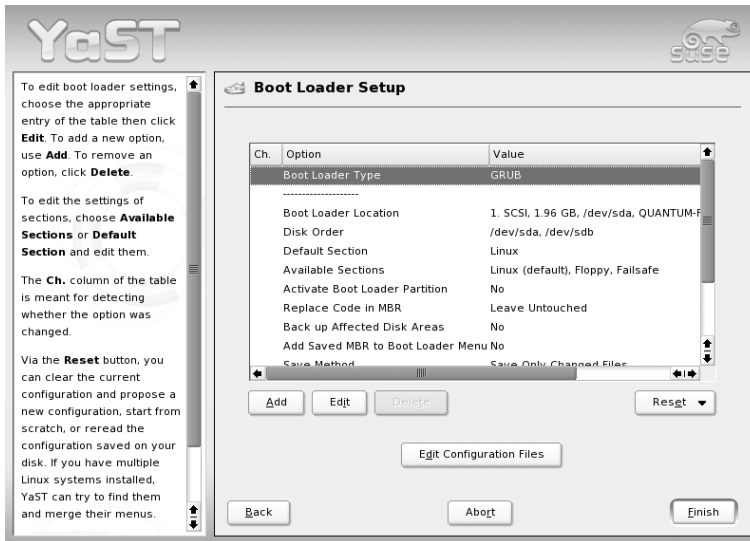 YaST
SUSE
To edit boot loader settings,
choose the appropriate
entry of the table then click
Edit. To add a new option,
use Add. To remove an
option, click Delete.
To edit the settings of
sections, choose Available
Sections or Default
Section and edit them.
The Ch. column of the table
is meant for detecting
whether the option was
changed.
Via the Reset button, you
can clear the current
configuration and propose a
new configuration, start from
scratch, or reread the
configuration saved on your
disk. If you have multiple
Linux systems installed,
YaST can try to find them
and merge their menus.
Boot Loader Setup
Ch. Option Value
Boot Loader Type GRUB
--------------------
Boot Loader Location 1. SCSI, 1.96 GB, /dev/sda, QUANTUM-F
Disk Order /dev/sda, /dev/sdb
Default Section Linux
Available Sections Linux (default), Floppy, Failsafe
Activate Boot Loader Partition No
Replace Code in MBR Leave Untouched
Back up Affected Disk Areas No
Add Saved MBR to Boot Loader Menu No
Save Method Save Only Changed Files
Add Edit Delete Reset
Edit Configuration Files
Back Abort Finish